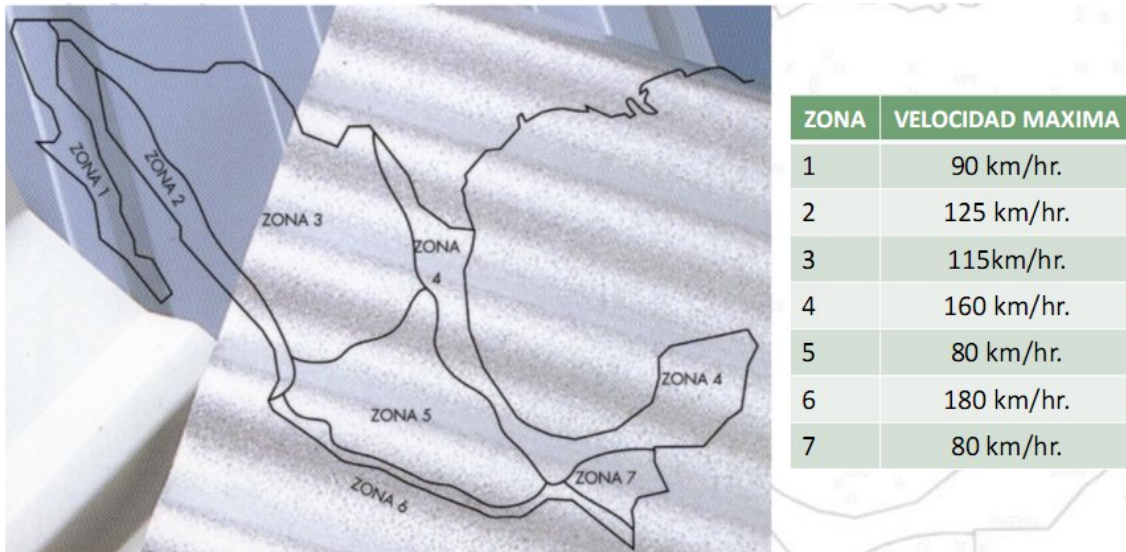 ZONA 1
ZONA 2
ZONA 3
ZONA
4
ZONA 4
ZONA 5
ZONA 6
ZONA 7
ZONA VELOCIDAD MAXIMA
1 90 km/hr.
2 125 km/hr.
3 115km/hr.
4 160 km/hr.
5 80 km/hr.
6 180 km/hr.
7 80 km/hr.